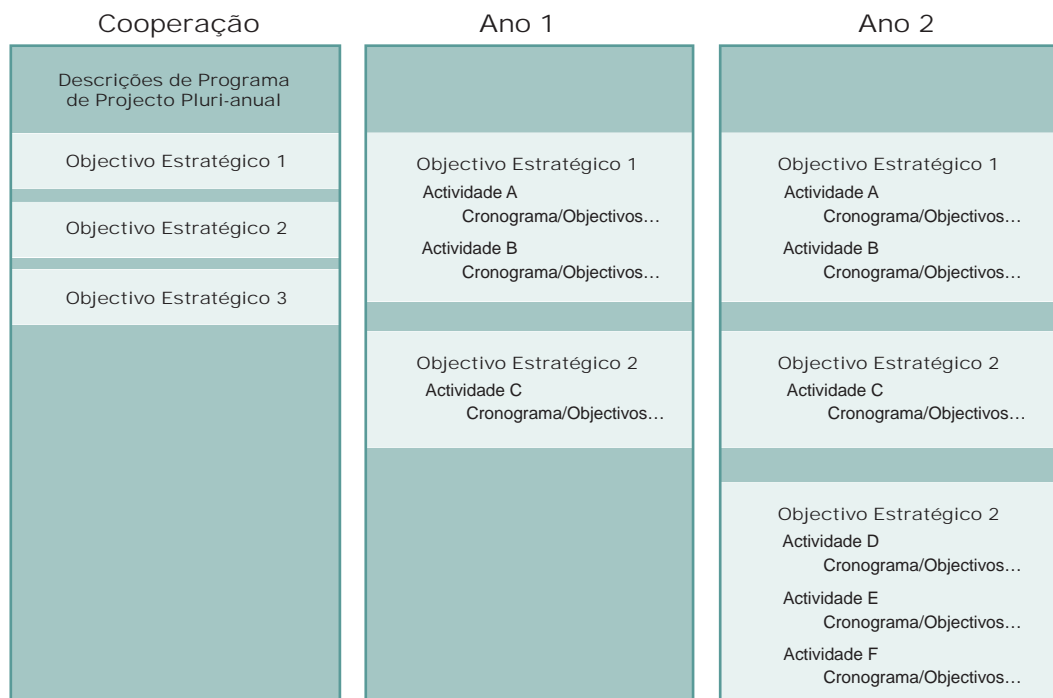 Cooperação
Descrições de Programa
de Projecto Pluri-anual
Objectivo Estratégico 1
Objectivo Estratégico 2
Objectivo Estratégico 3
Ano 1
Objectivo Estratégico 1
Actividade A
Cronograma/Objectivos…
Actividade B
Cronograma/Objectivos…
Objectivo Estratégico 2
Actividade C
Cronograma/Objectivos…
Ano 2
Objectivo Estratégico 1
Actividade A
Cronograma/Objectivos…
Actividade B
Cronograma/Objectivos…
Objectivo Estratégico 2
Actividade C
Cronograma/Objectivos…
Objectivo Estratégico 2
Actividade D
Cronograma/Objectivos…
Actividade E
Cronograma/Objectivos…
Actividade F
Cronograma/Objectivos…